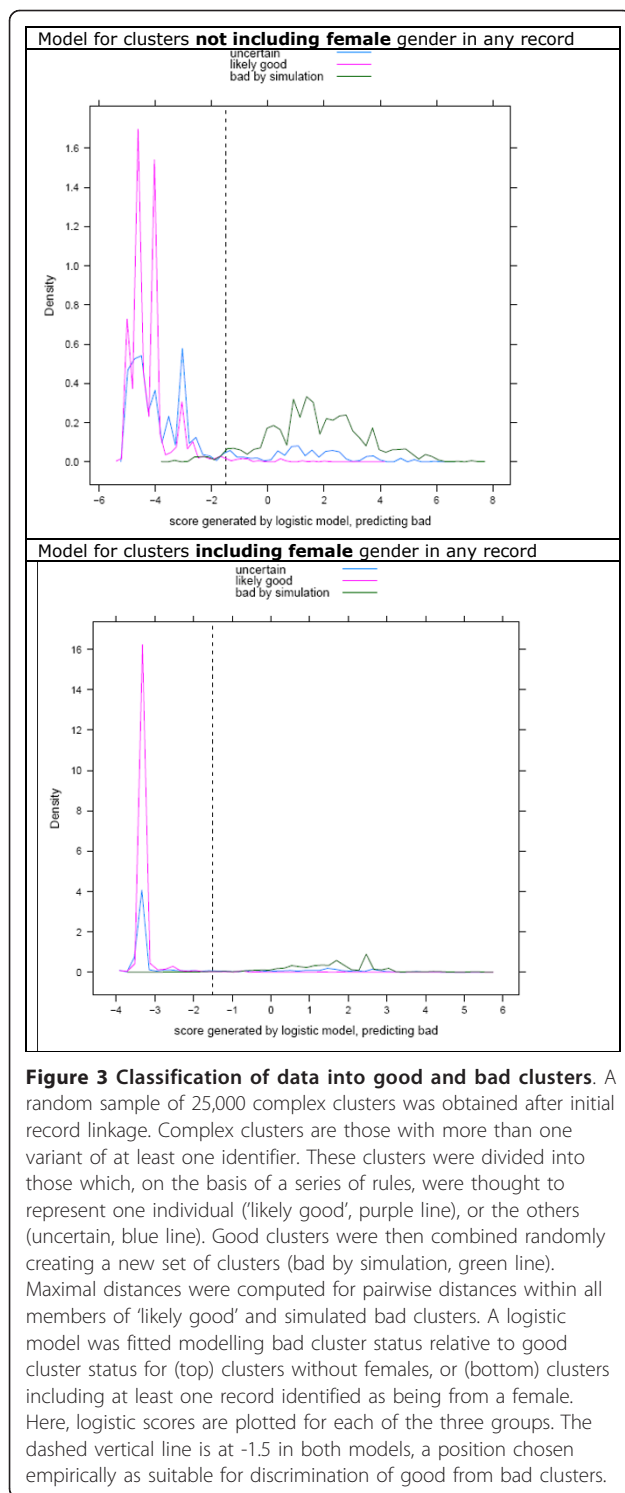 Model for clusters not including female gender in any record
uncertain
likely good
bad by simulation
1.6
1.4
1.2
1.0
0.8
0.6
0.4
0.2
0.0
Density
−6 −4 −2 0 2 4 6 8
score generated by logistic model, predicting bad
Model for clusters including female gender in any record
uncertain
likely good
bad by simulation
16
14
12
10
8
6
4
2
0
Density
−4 −3 −2 −1 0 1 2 3 4 5 6
score generated by logistic model, predicting bad
Figure 3 Classification of data into good and bad clusters. A
random sample of 25,000 complex clusters was obtained after initial
record linkage. Complex clusters are those with more than one
variant of at least one identifier. These clusters were divided into
those which, on the basis of a series of rules, were thought to
represent one individual (‘likely good’, purple line), or the others
(uncertain, blue line). Good clusters were then combined randomly
creating a new set of clusters (bad by simulation, green line).
Maximal distances were computed for pairwise distances within all
members of ‘likely good’ and simulated bad clusters. A logistic
model was fitted modelling bad cluster status relative to good
cluster status for (top) clusters without females, or (bottom) clusters
including at least one record identified as being from a female.
Here, logistic scores are plotted for each of the three groups. The
dashed vertical line is at -1.5 in both models, a position chosen
empirically as suitable for discrimination of good from bad clusters.